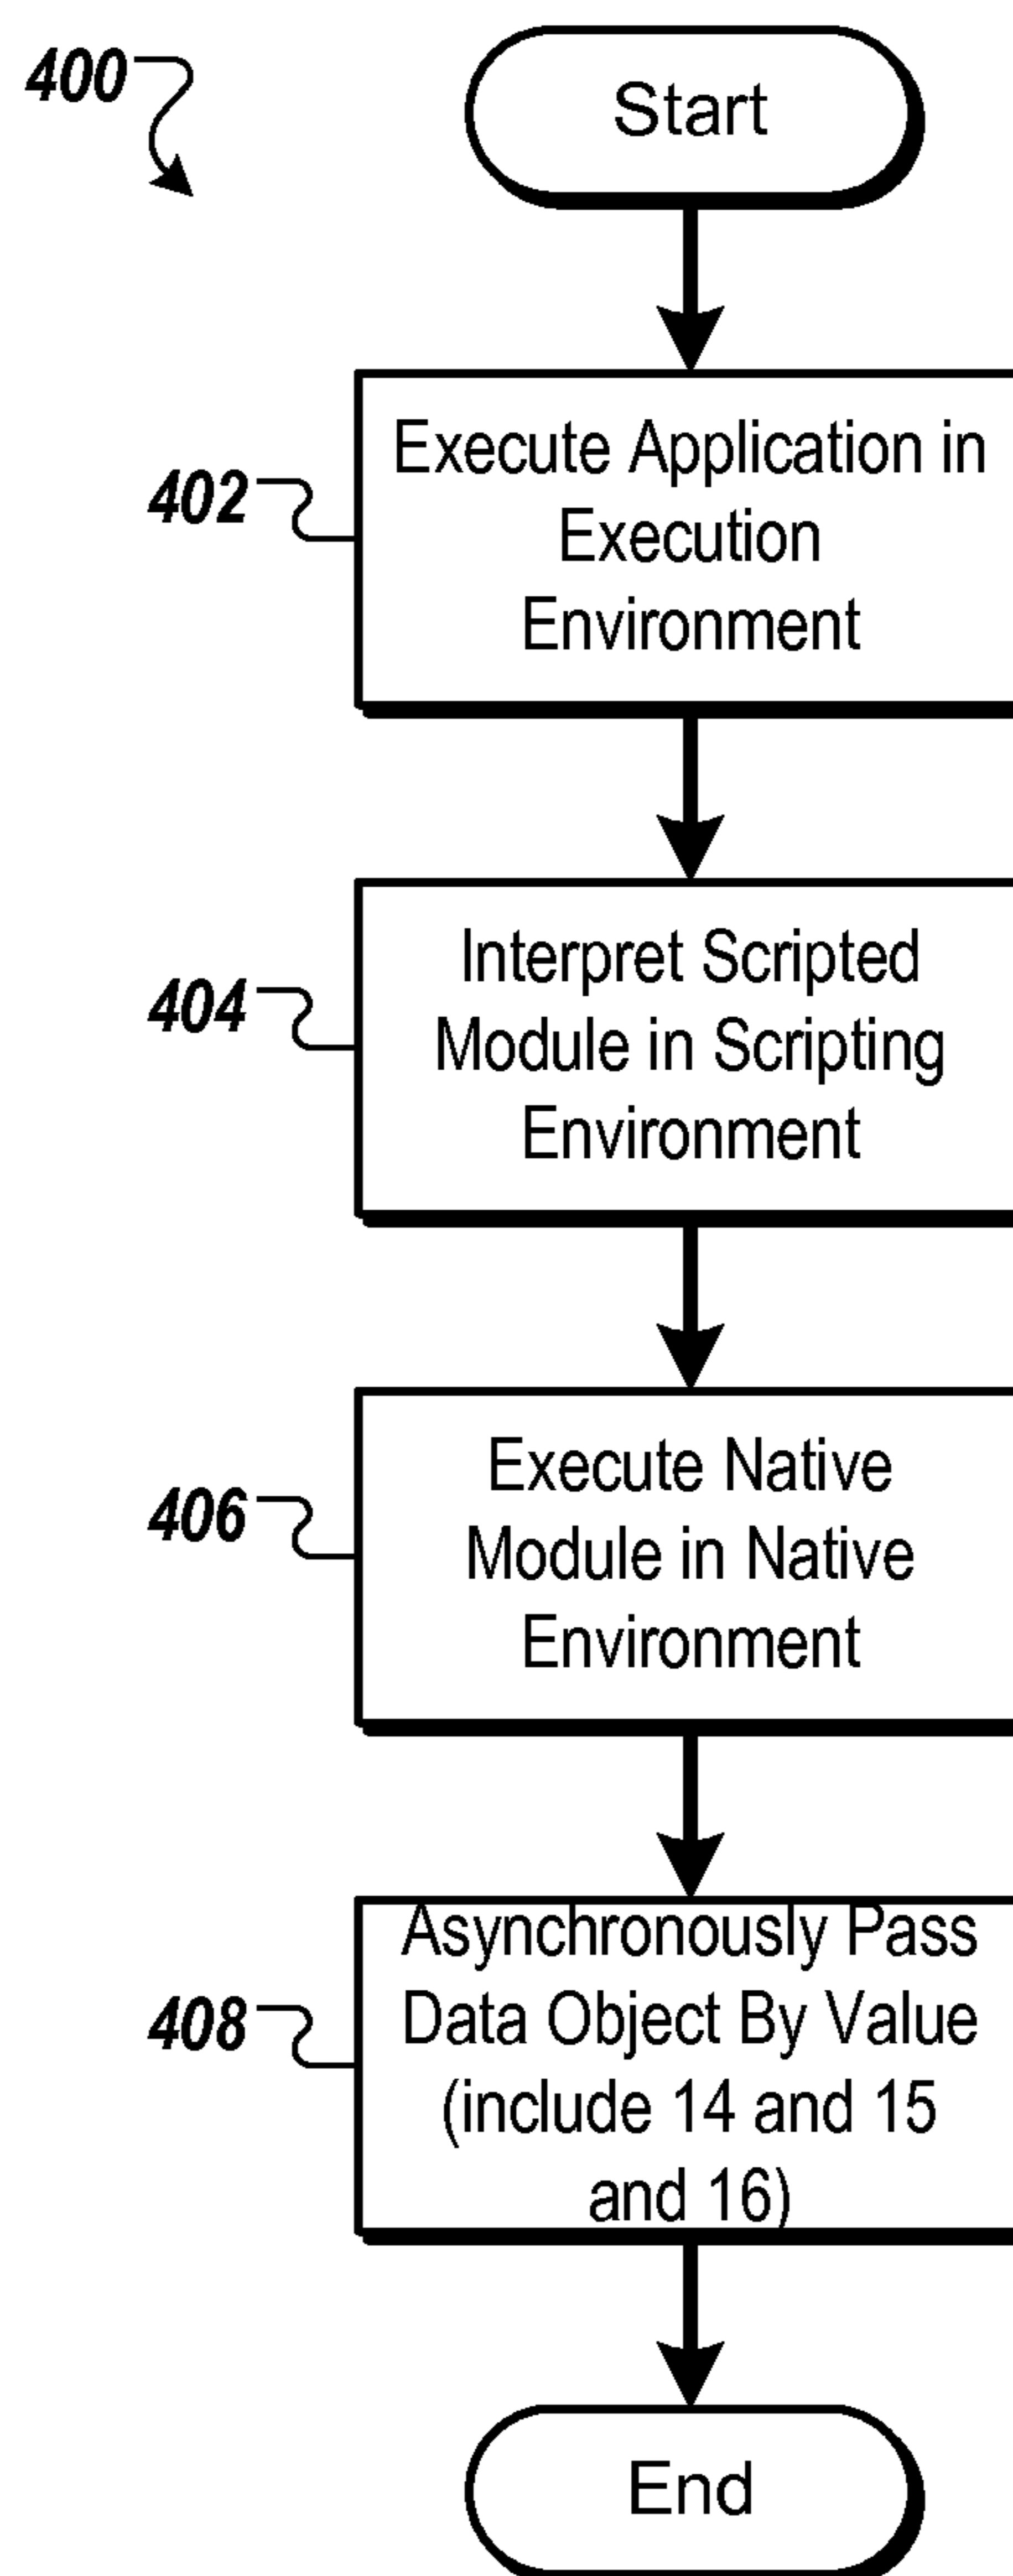 400
Start
402
Execute Application in
Execution
Environment
404
Interpret Scripted
Module in Scripting
Environment
406
Execute Native
Module in Native
Environment
408
Asynchronously Pass
Data Object By Value
(include 14 and 15
and 16)
End